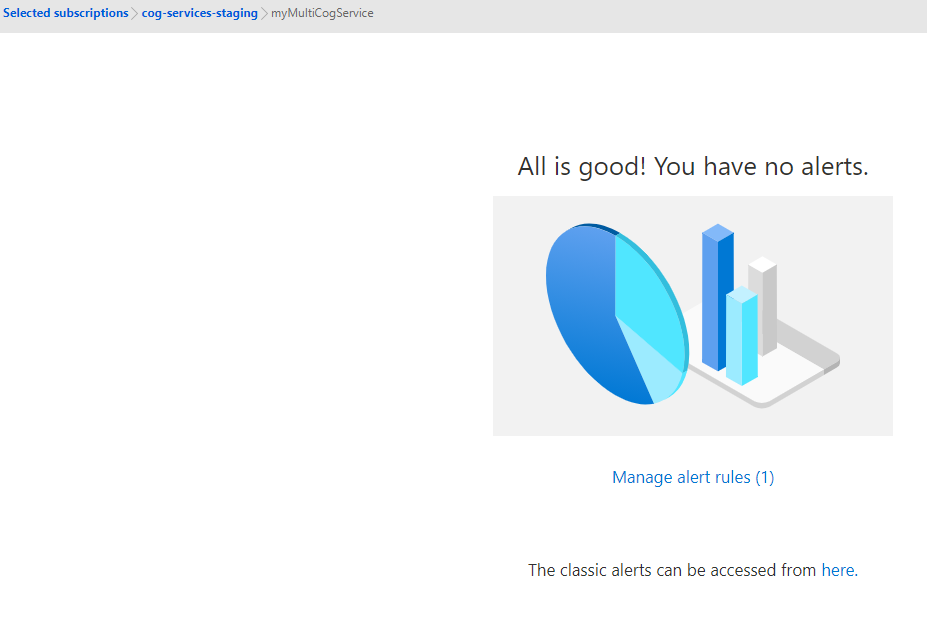 Selected subscriptions > cog-services-staging > myMultiCogService
All is good! You have no alerts.
Manage alert rules (1)
The classic alerts can be accessed from here.